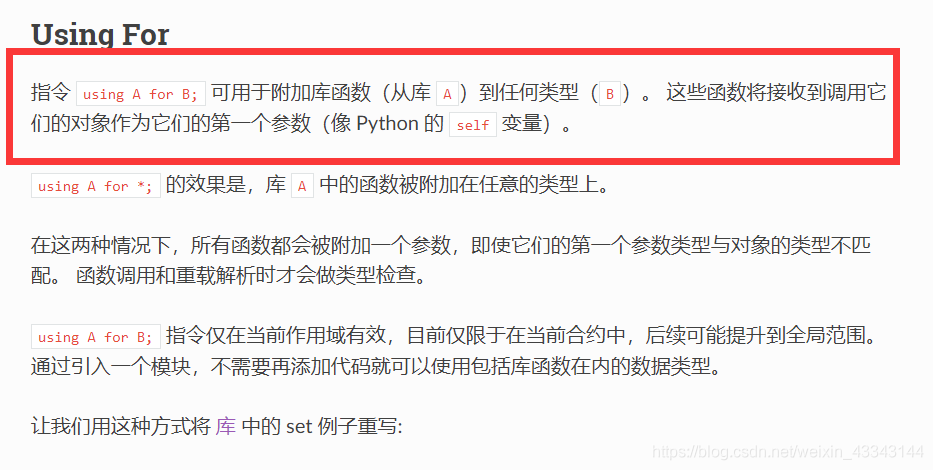 Using For
指令 using A for B; 可用于附加库函数（从库 A）到任何类型（B）。 这些函数将接收到调用它
们的对象作为它们的第一个参数（像 Python 的 self 变量）。
using A for *; 的效果是，库 A 中的函数被附加在任意的类型上。
在这两种情况下，所有函数都会被附加一个参数，即使它们的第一个参数类型与对象的类型不匹
配。 函数调用和重载解析时才会做类型检查。
using A for B; 指令仅在当前作用域有效，目前仅限于在当前合约中，后续可能提升到全局范围。
通过引入一个模块，不需要再添加代码就可以使用包括库函数在内的数据类型。
让我们用这种方式将 库 中的 set 例子重写:
https://blog.csdn.net/weixin_43343144